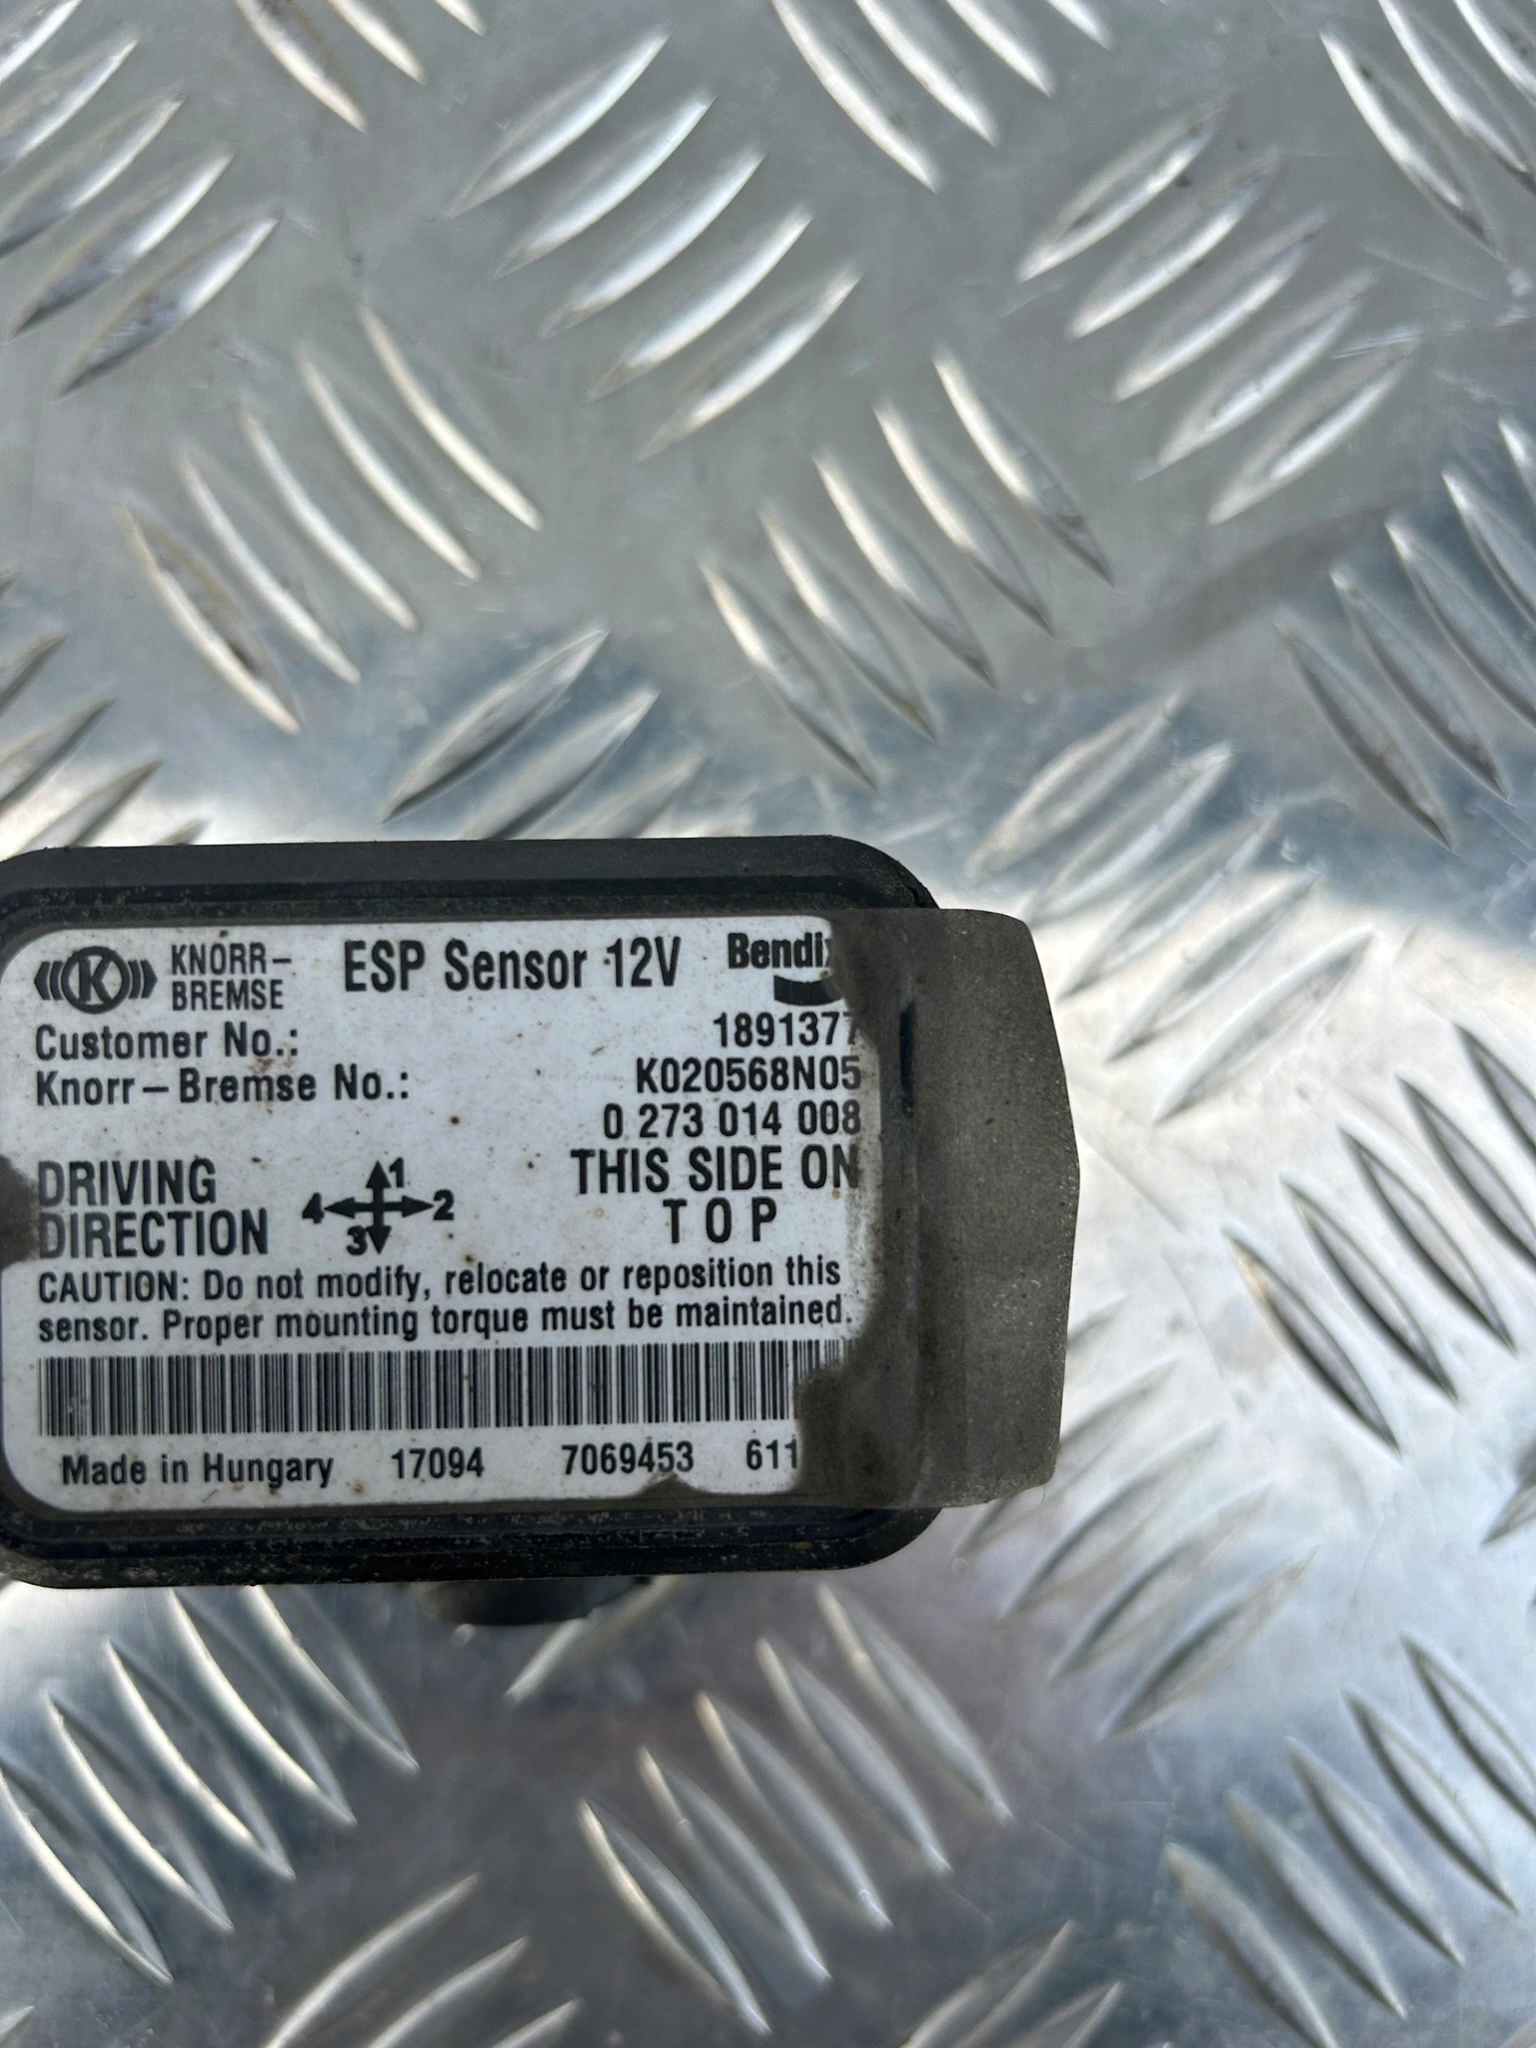 KNORR-
BREMSE
ESP Sensor 12V
Bendix
Customer No.: 1891377
Knorr-Bremse No.: K020568N05
0 273 014 008
DRIVING
DIRECTION
1
4 2
3
THIS SIDE ON
TOP
CAUTION: Do not modify, relocate or reposition this
sensor. Proper mounting torque must be maintained.
Made in Hungary 17094 7069453 611